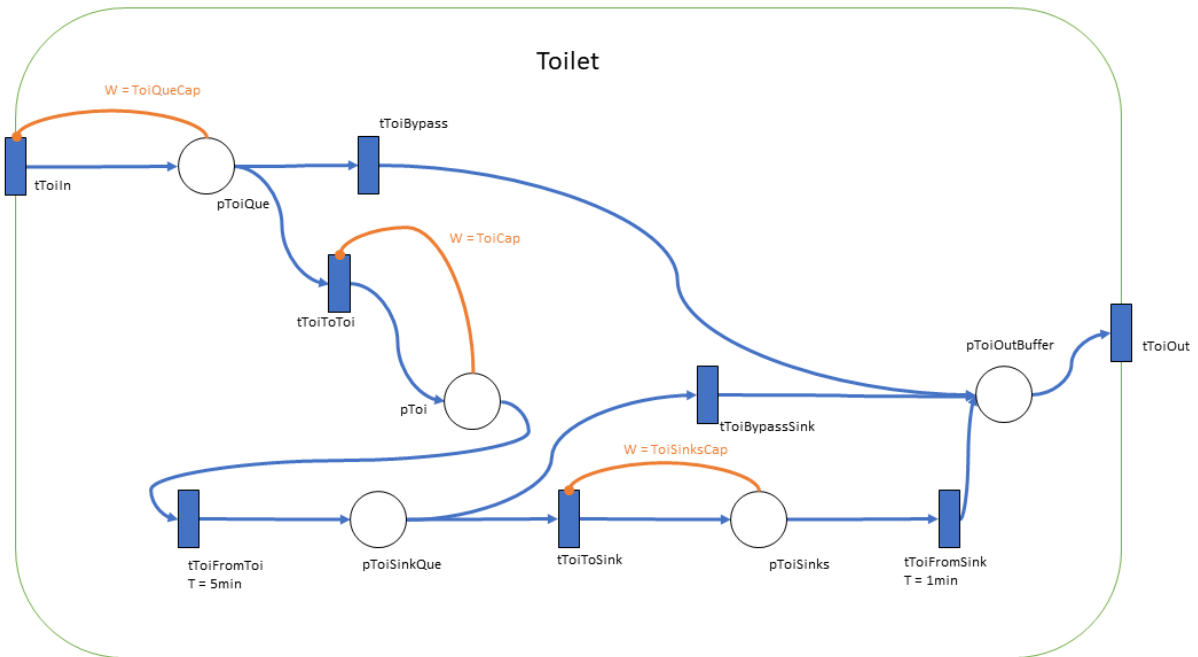 Toilet
W = ToiQueCap
tToiBypass
tToiIn
pToiQue
W = ToiCap
tToiToToi
pToiOutBuffer
tToiOut
pToi
tToiBypassSink
W = ToiSinksCap
tToiFromToi
T = 5min
pToiSinkQue
tToiToSink
pToiSinks
tToiFromSink
T = 1min